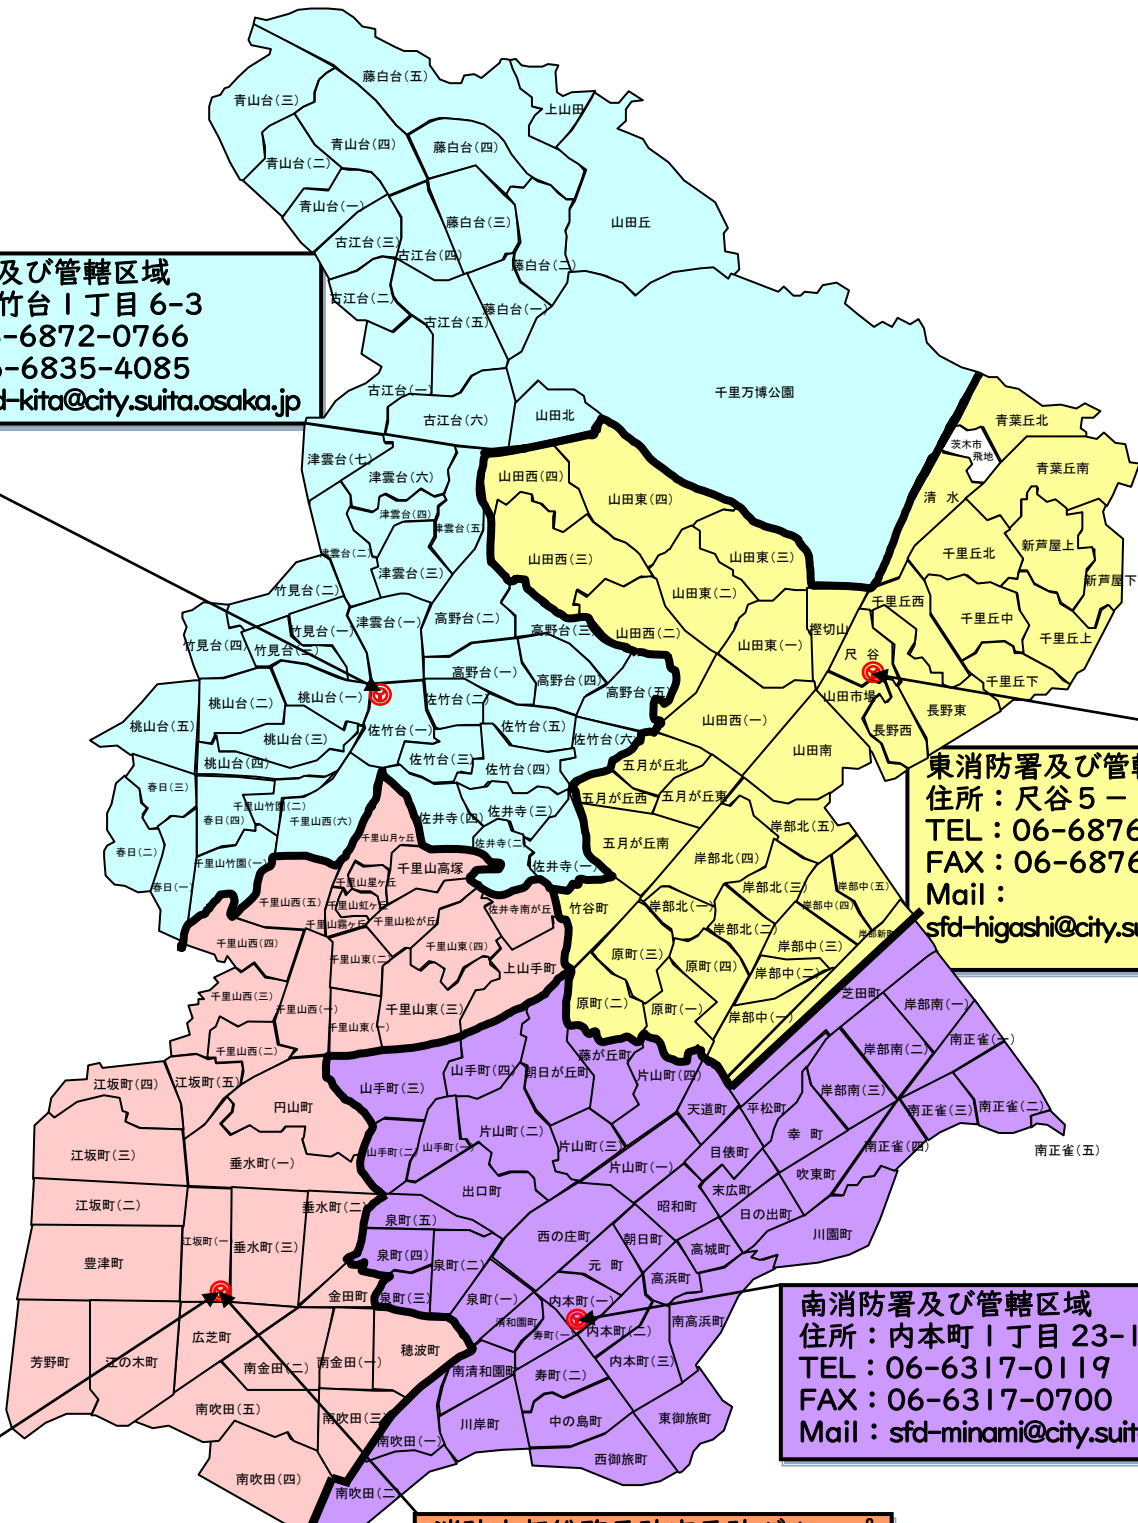 藤白台(五)
青山台(三)
上山田
青山台(四)
藤白台(四)
青山台(二)
青山台(一)
藤白台(三)
山田丘
古江台(三)
古江台(四)
藤白台(二)
及び管轄区域
竹台1丁目6-3
-6872-0766
-6835-4085
d-kita@city.suita.osaka.jp
古江台(二)
藤白台(一)
古江台(五)
古江台(一)
千里万博公園
古江台(六)
山田北
青葉丘北
茨木市
飛地
青葉丘南
津雲台(七)
津雲台(六)
山田西(四)
山田東(四)
清 水
津雲台(四)
津雲台(五
新芦屋上
津雲台(二)
山田西(三)
山田東(三)
千里丘北
津雲台(三)
新芦屋下
竹見台(二)
山田東(二)
千里丘西
津雲台(一)
高野台(二)
千里丘中
竹見台(一)
高野台(三)
山田西(二)
樫切山
千里丘上
竹見台(四)
竹見台(三)
山田東(一)
尺 谷
高野台(一)
高野台(四)
千里丘下
桃山台(二)
桃山台(一)
佐竹台(二)
高野台(五)
山田市場
長野東
桃山台(五)
佐竹台(一)
佐竹台(五)
山田西(一)
長野西
桃山台(三)
佐竹台(六
山田南
桃山台(四)
佐竹台(三)
佐竹台(四)
五月が丘北
東消防署及び管轄
住所:尺谷5-
TEL:06-6876
FAX:06-6876
Mail:
sfd-higashi@city.su
春日(三)
五月が丘西
五月が丘東
千里山竹園(二)
佐井寺(三)
春日(四)
千里山西(六)
佐井寺(四)
岸部北(五)
千里山月ヶ丘
佐井寺(二
五月が丘南
春日(二)
千里山竹園(一)
千里山高塚
佐井寺(一)
岸部北(四)
春日(一)
千里山星ヶ丘
岸部北(三)
岸部中(五)
千里山西(五)
千里山虹ヶ丘
佐井寺南が丘
竹谷町
岸部北(一)
岸部中(四)
千里山霧ヶ丘
千里山松が丘
岸部北(二)
岸部新町
千里山西(四)
千里山東(四)
岸部中(三)
千里山東(二)
上山手町
原町(三)
原町(四)
岸部中(二)
千里山西(三)
芝田町
千里山西(一)
千里山東(三)
原町(二)
原町(一)
岸部中(一)
岸部南(一)
千里山東(一)
千里山西(二)
藤が丘町
岸部南(二)
南正雀(一)
江坂町(四)
江坂町(五)
山手町(三)
山手町(四)
朝日が丘町
片山町(四)
岸部南(三)
円山町
天道町
平松町
南正雀(三)
南正雀(二)
片山町(二)
幸 町
江坂町(三)
垂水町(一)
山手町(二)
山手町(一)
片山町(三)
目俵町
南正雀(四)
南正雀(五)
片山町(一)
吹東町
出口町
末広町
江坂町(二)
垂水町(二)
昭和町
日の出町
泉町(五)
西の庄町
朝日町
川園町
江坂町(一
垂水町(三)
泉町(四)
高城町
豊津町
泉町(二)
元 町
高浜町
金田町
泉町(三)
泉町(一)
内本町(一)
南消防署及び管轄区域
住所:内本町1丁目23-1
TEL:06-6317-0119
FAX:06-6317-0700
Mail:sfd-minami@city.suit
清和園町
南高浜町
広芝町
寿町(一)
内本町(二)
穂波町
芳野町
江の木町
南金田(二)
南金田(一)
南清和園町
寿町(二)
内本町(三)
南吹田(五)
南吹田(三)
川岸町
中の島町
東御旅町
南吹田(一)
西御旅町
南吹田(四)
南吹田(二